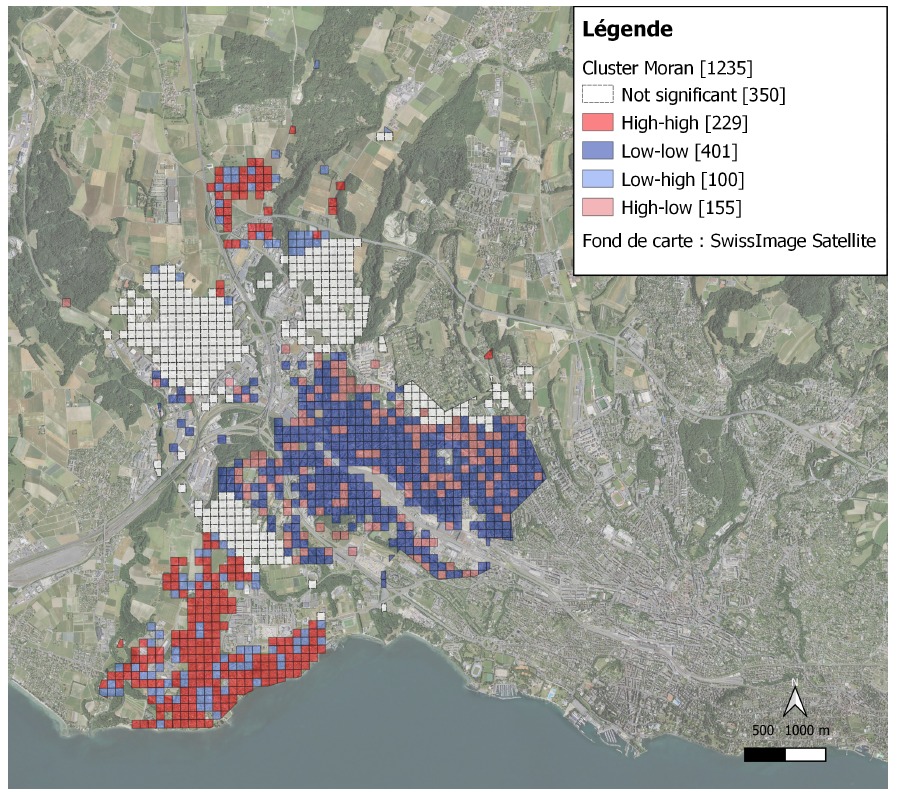 Légende
Cluster Moran [1235]
Not significant [350]
High-high [229]
Low-low [401]
Low-high [100]
High-low [155]
Fond de carte : SwissImage Satellite
N
500 1000 m